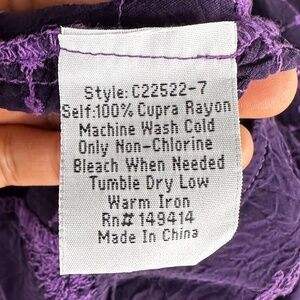 Style: C22522-7
Self:100% Cupra Rayon
Machine Wash Cold
Only Non-Chlorine
Bleach When Needed
Tumble Dry Low
Warm Iron
Rn# 149414
Made In China